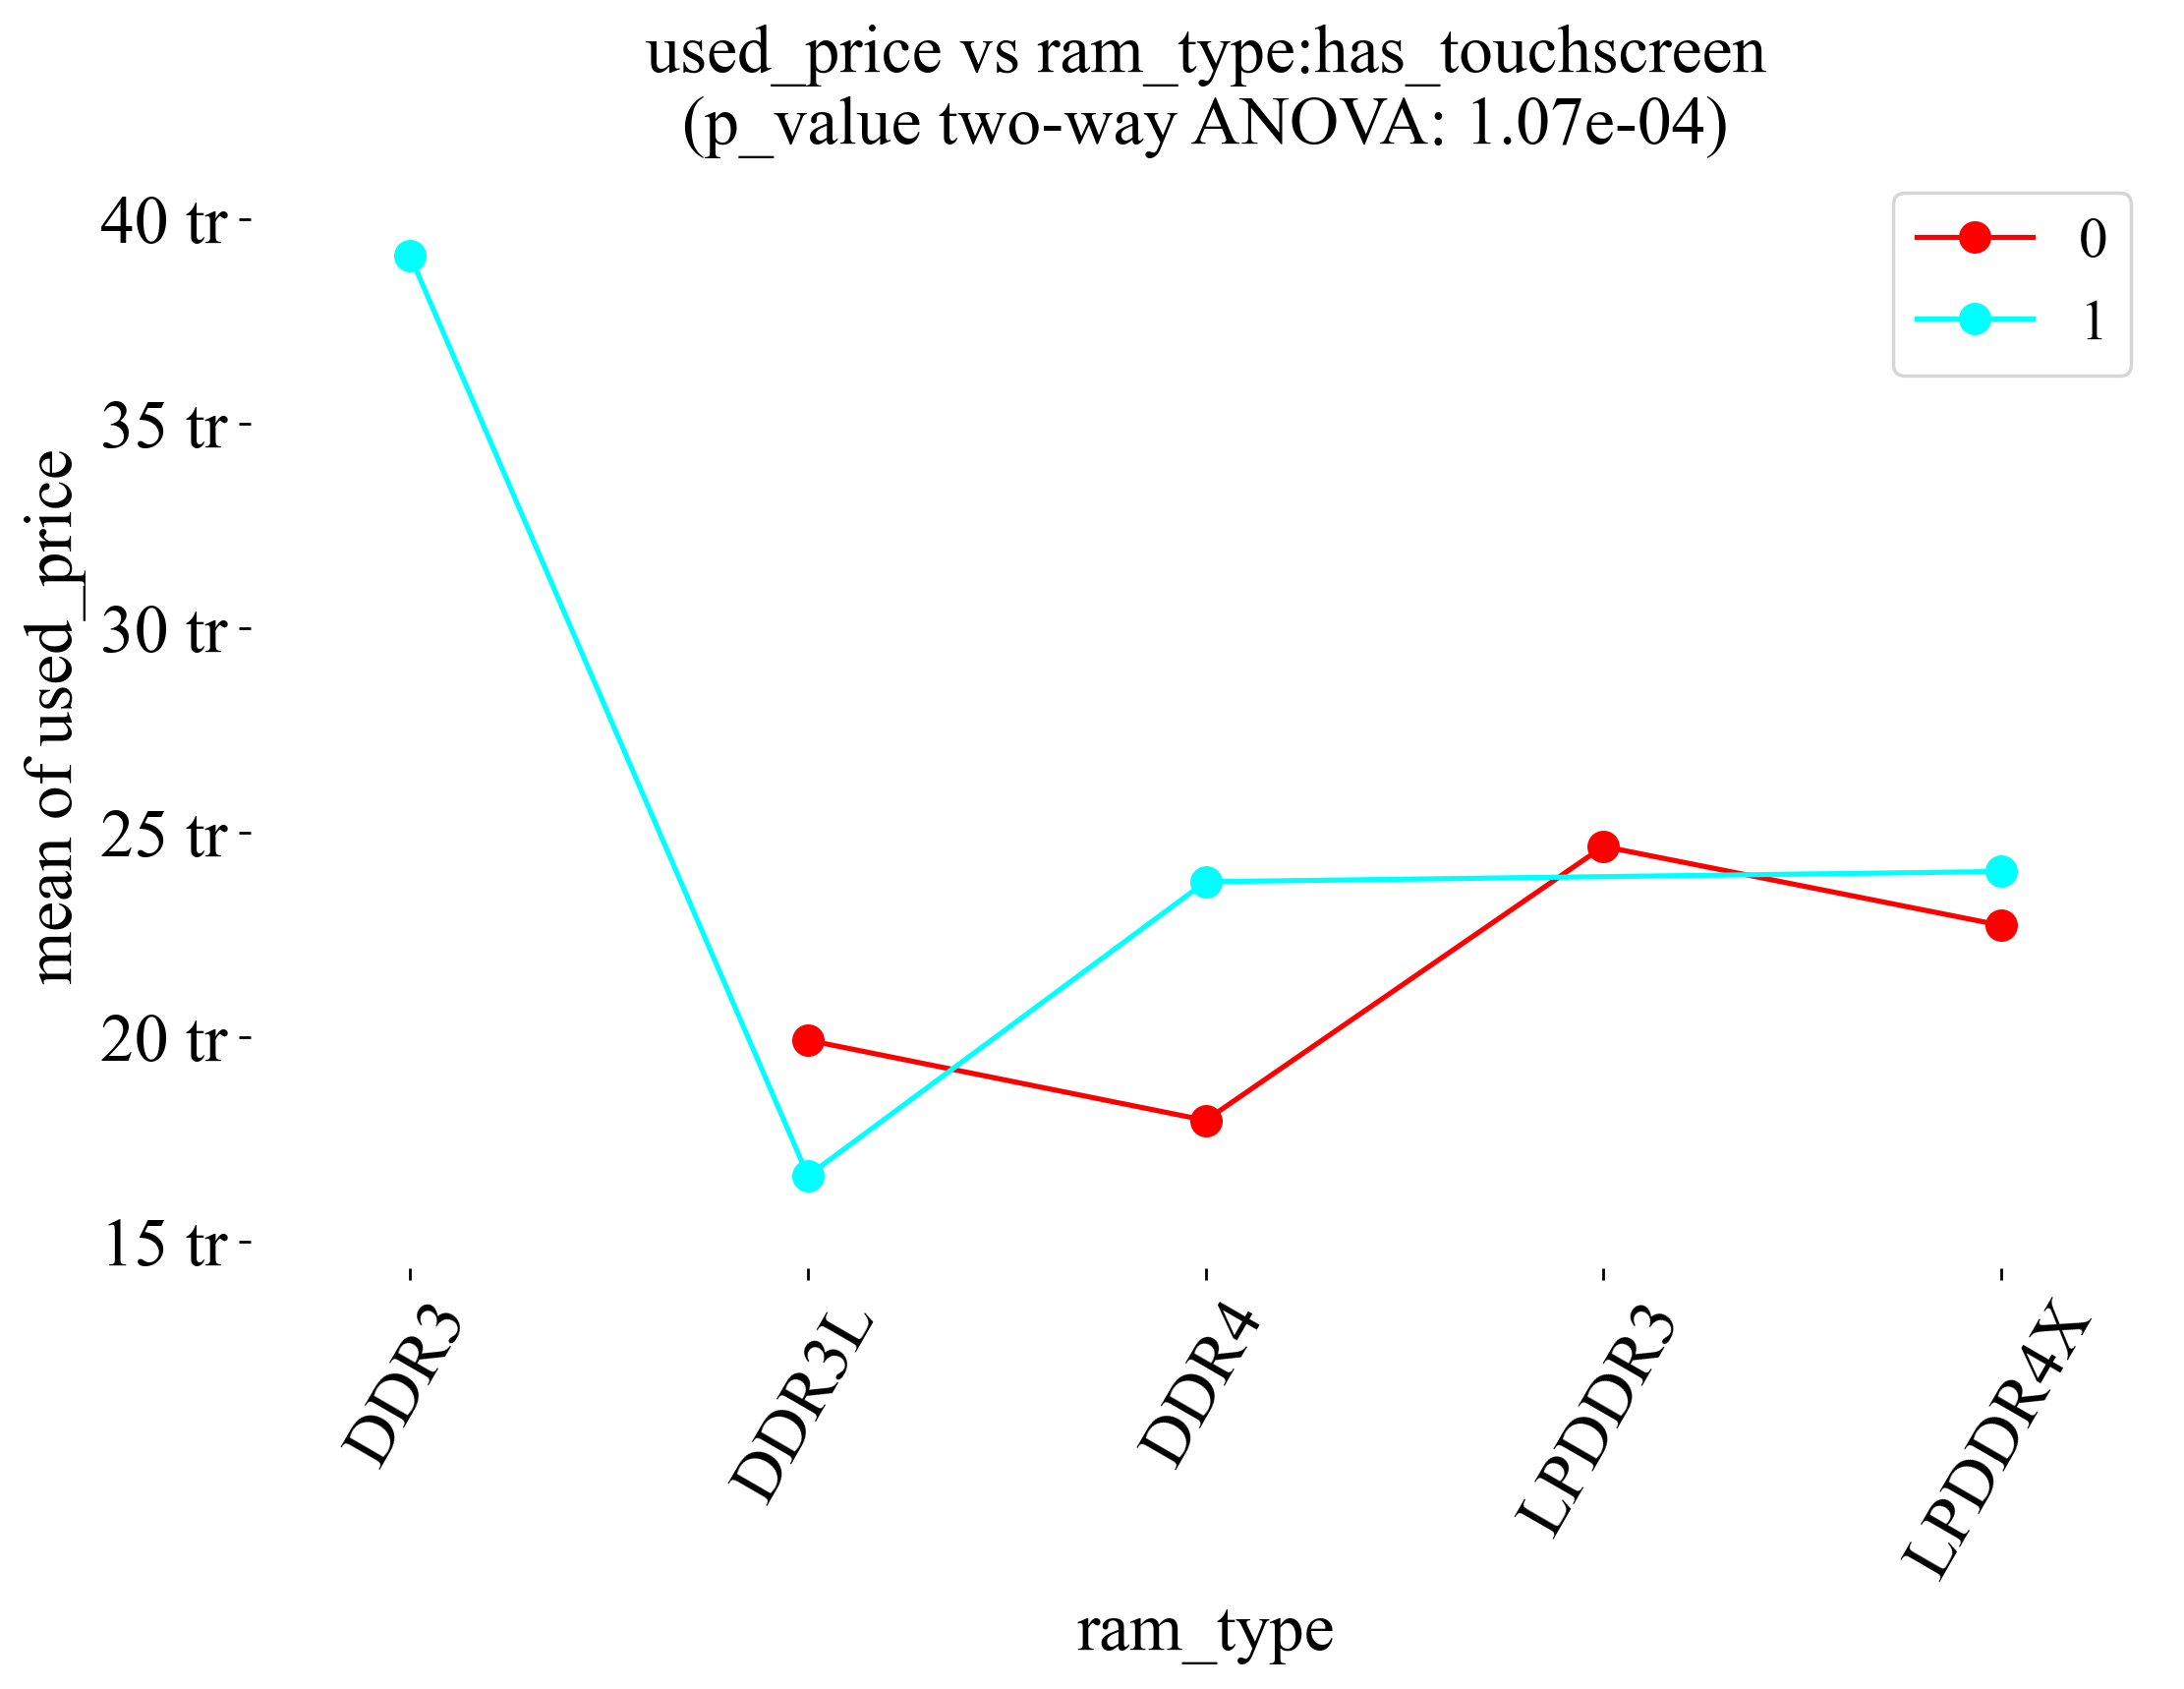 used_price vs ram_type:has_touchscreen
(p_value two-way ANOVA: 1.07e-04)
40 tr
35 tr
30 tr
25 tr
20 tr
15 tr
mean of used_price
0
1
DDR3
DDR3L
DDR4
LPDDR3
LPDDR4X
ram_type